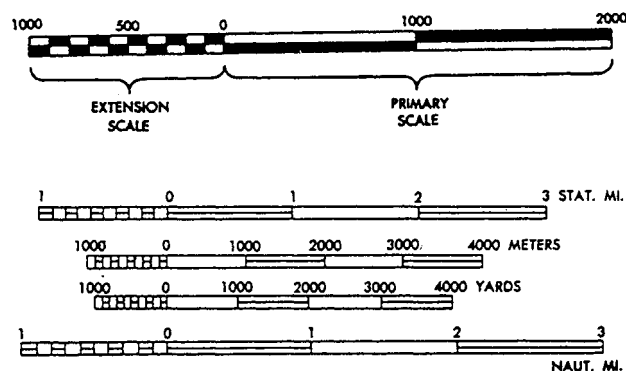 1000 500 0 1000 2000
EXTENSION SCALE
PRIMARY SCALE
1 0 1 2 3 STAT. MI.
1000 0 1000 2000 3000 4000 METERS
1000 0 1000 2000 3000 4000 YARDS
1 0 1 2 3
NAUT. MI.